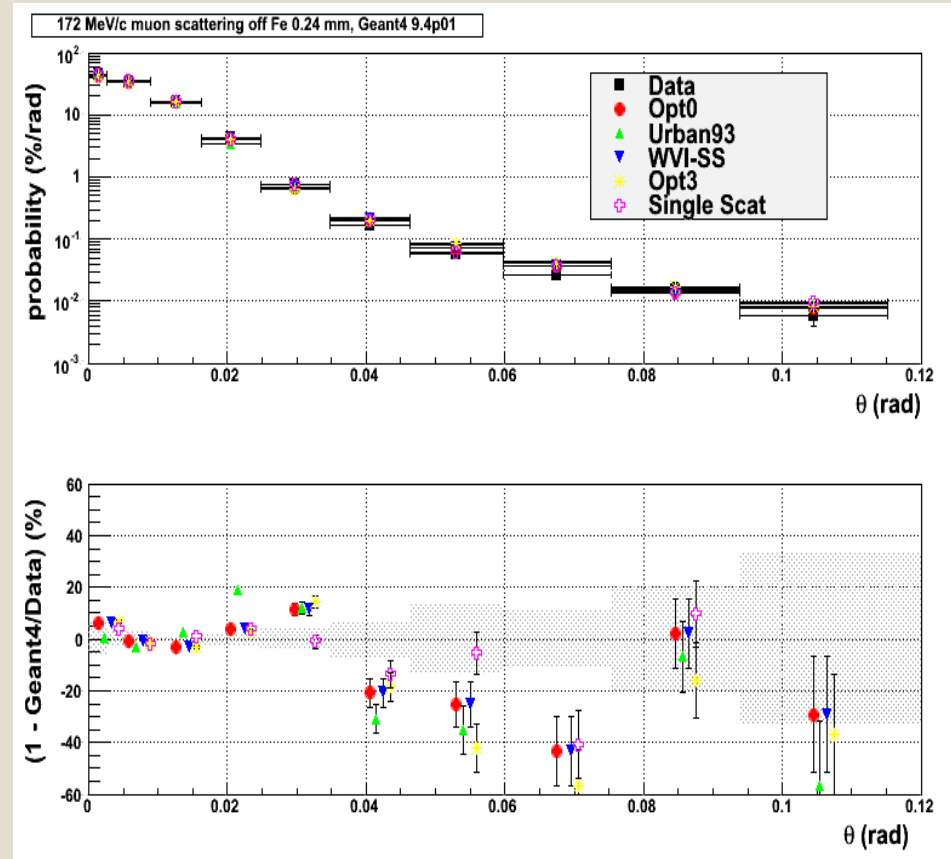 172 MeV/c muon scattering off Fe 0.24 mm, Geant4 9.4p01
probability (%/rad)
10²
10
1
10⁻¹
10⁻²
10⁻³
Data
Opt0
Urban93
WVI-SS
Opt3
Single Scat
0 0.02 0.04 0.06 0.08 0.1 0.12
θ (rad)
(1 - Geant4/Data) (%)
60
40
20
0
-20
-40
-60
0 0.02 0.04 0.06 0.08 0.1 0.12
θ (rad)